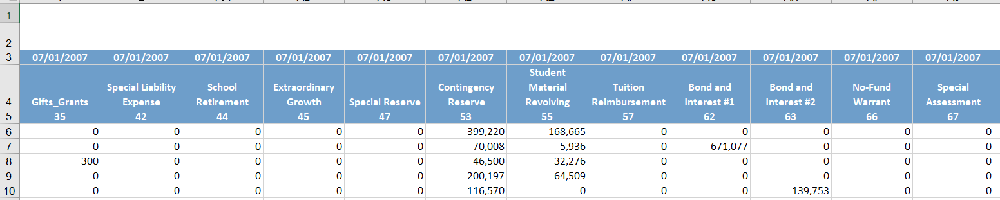 1
2
3 07/01/2007 07/01/2007 07/01/2007 07/01/2007 07/01/2007 07/01/2007 07/01/2007 07/01/2007 07/01/2007 07/01/2007 07/01/2007 07/01/2007
Student
Special Liability School Extraordinary Contingency Material Tuition Bond and Bond and No-Fund Special
4 Gifts_Grants Expense Retirement Growth Special Reserve Reserve Revolving Reimbursement Interest #1 Interest #2 Warrant Assessment
5 35 42 44 45 47 53 55 57 62 63 66 67
6 0 0 0 0 0 399,220 168,665 0 0 0 0 0
7 0 0 0 0 0 70,008 5,936 0 671,077 0 0 0
8 300 0 0 0 0 46,500 32,276 0 0 0 0 0
9 0 0 0 0 0 200,197 64,509 0 0 0 0 0
10 0 0 0 0 0 116,570 0 0 0 139,753 0 0